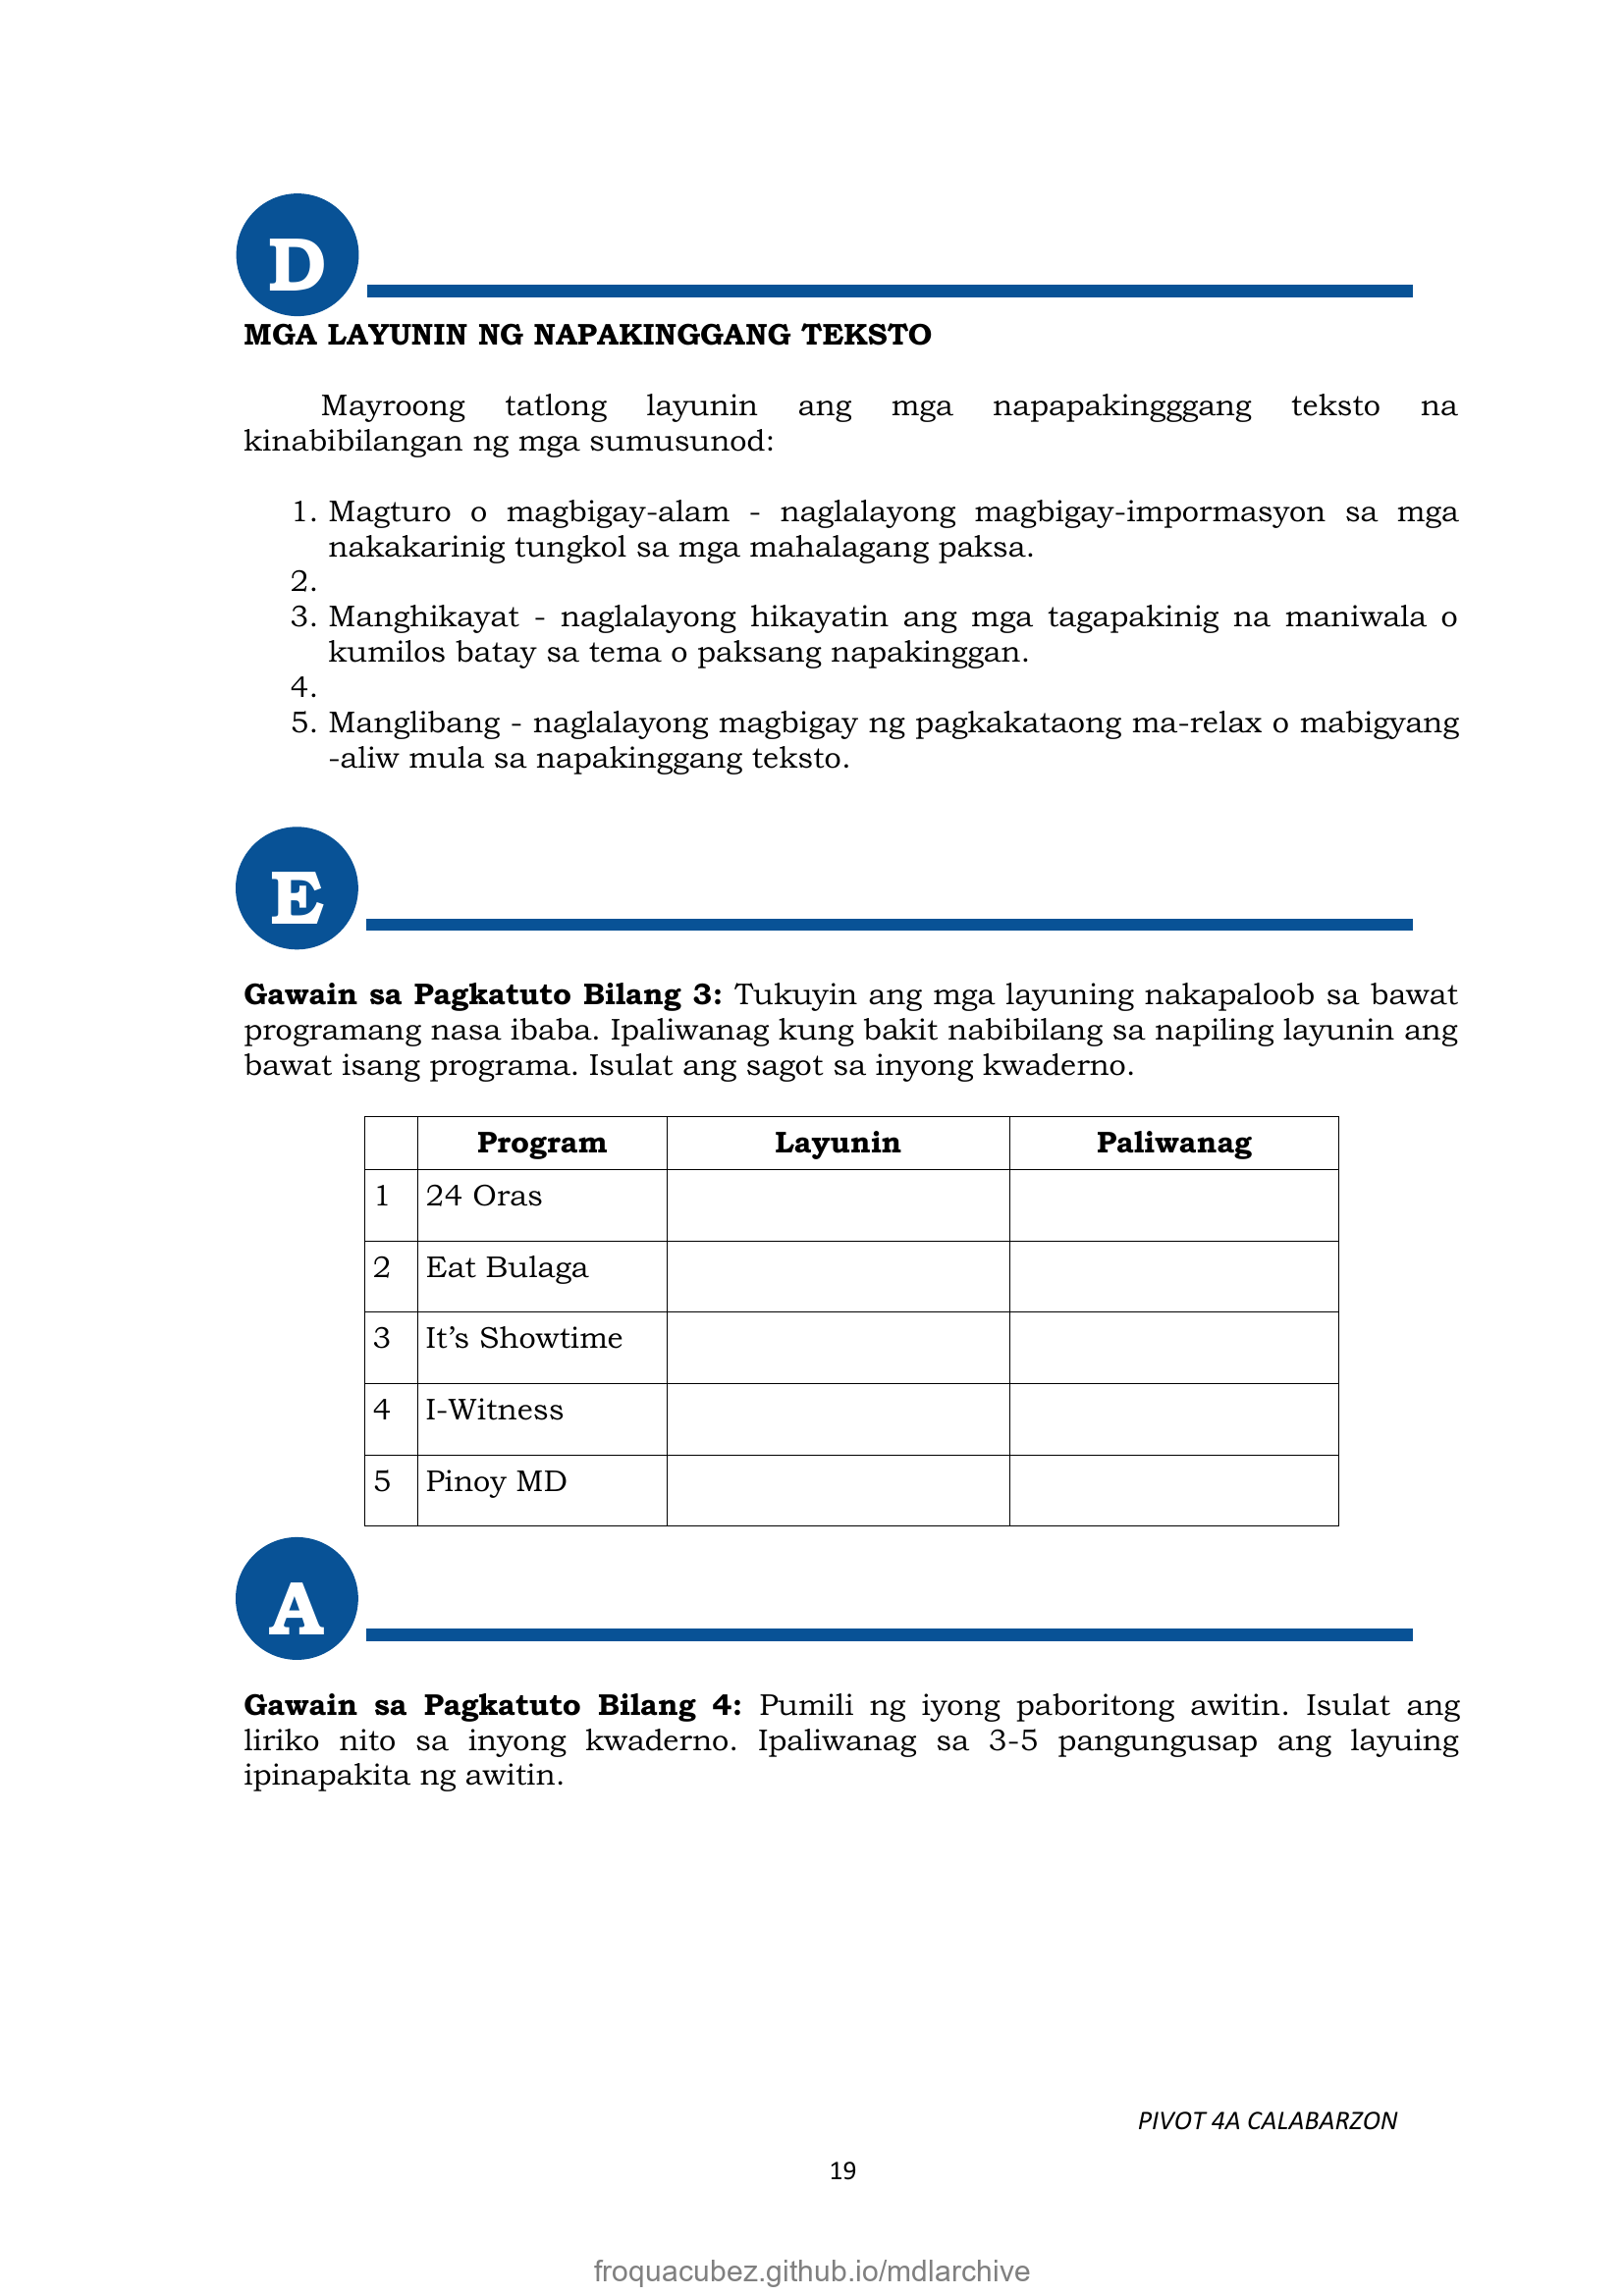 D
MGA LAYUNIN NG NAPAKINGGANG TEKSTO
Mayroong tatlong layunin ang mga napapakingggang teksto na
kinabibilangan ng mga sumusunod:
1. Magturo o magbigay-alam - naglalayong magbigay-impormasyon sa mga
nakakarinig tungkol sa mga mahalagang paksa.
2.
3. Manghikayat - naglalayong hikayatin ang mga tagapakinig na maniwala o
kumilos batay sa tema o paksang napakinggan.
4.
5. Manglibang - naglalayong magbigay ng pagkakataong ma-relax o mabigyang
-aliw mula sa napakinggang teksto.
E
Gawain sa Pagkatuto Bilang 3: Tukuyin ang mga layuning nakapaloob sa bawat
programang nasa ibaba. Ipaliwanag kung bakit nabibilang sa napiling layunin ang
bawat isang programa. Isulat ang sagot sa inyong kwaderno.
Program Layunin Paliwanag
1 24 Oras
2 Eat Bulaga
3 It’s Showtime
4 I-Witness
5 Pinoy MD
A
Gawain sa Pagkatuto Bilang 4: Pumili ng iyong paboritong awitin. Isulat ang
liriko nito sa inyong kwaderno. Ipaliwanag sa 3-5 pangungusap ang layuing
ipinapakita ng awitin.
PIVOT 4A CALABARZON
19
froquacubez.github.io/mdlarchive